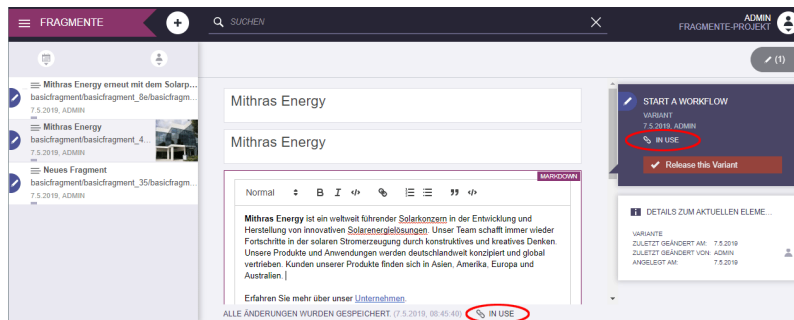 FRAGMENTE
SUCHEN
ADMIN
FRAGMENTE-PROJEKT
(1)
Mithras Energy erneut mit dem Solarp...
basicfragment/basicfragment_8e/basicfragm...
7.5.2019, ADMIN
Mithras Energy
basicfragment/basicfragment_4...
7.5.2019, ADMIN
Neues Fragment
basicfragment/basicfragment_35/basicfragm...
7.5.2019, ADMIN
Mithras Energy
Mithras Energy
MARKDOWN
Normal
Mithras Energy ist ein weltweit führender Solarkonzern in der Entwicklung und
Herstellung von innovativen Solarenergielösungen. Unser Team schafft immer wieder
Fortschritte in der solaren Stromerzeugung durch konstruktives und kreatives Denken.
Unsere Produkte und Anwendungen werden deutschlandweit konzipiert und global
vertrieben. Kunden unserer Produkte finden sich in Asien, Amerika, Europa und
Australien.
Erfahren Sie mehr über unser Unternehmen.
ALLE ÄNDERUNGEN WURDEN GESPEICHERT. (7.5.2019, 08:45:40) IN USE
START A WORKFLOW
VARIANT
7.5.2019, ADMIN
IN USE
Release this Variant
DETAILS ZUM AKTUELLEN ELEME...
VARIANTE
ZULETZT GEÄNDERT AM: 7.5.2019
ZULETZT GEÄNDERT VON: ADMIN
ANGELEGT AM: 7.5.2019